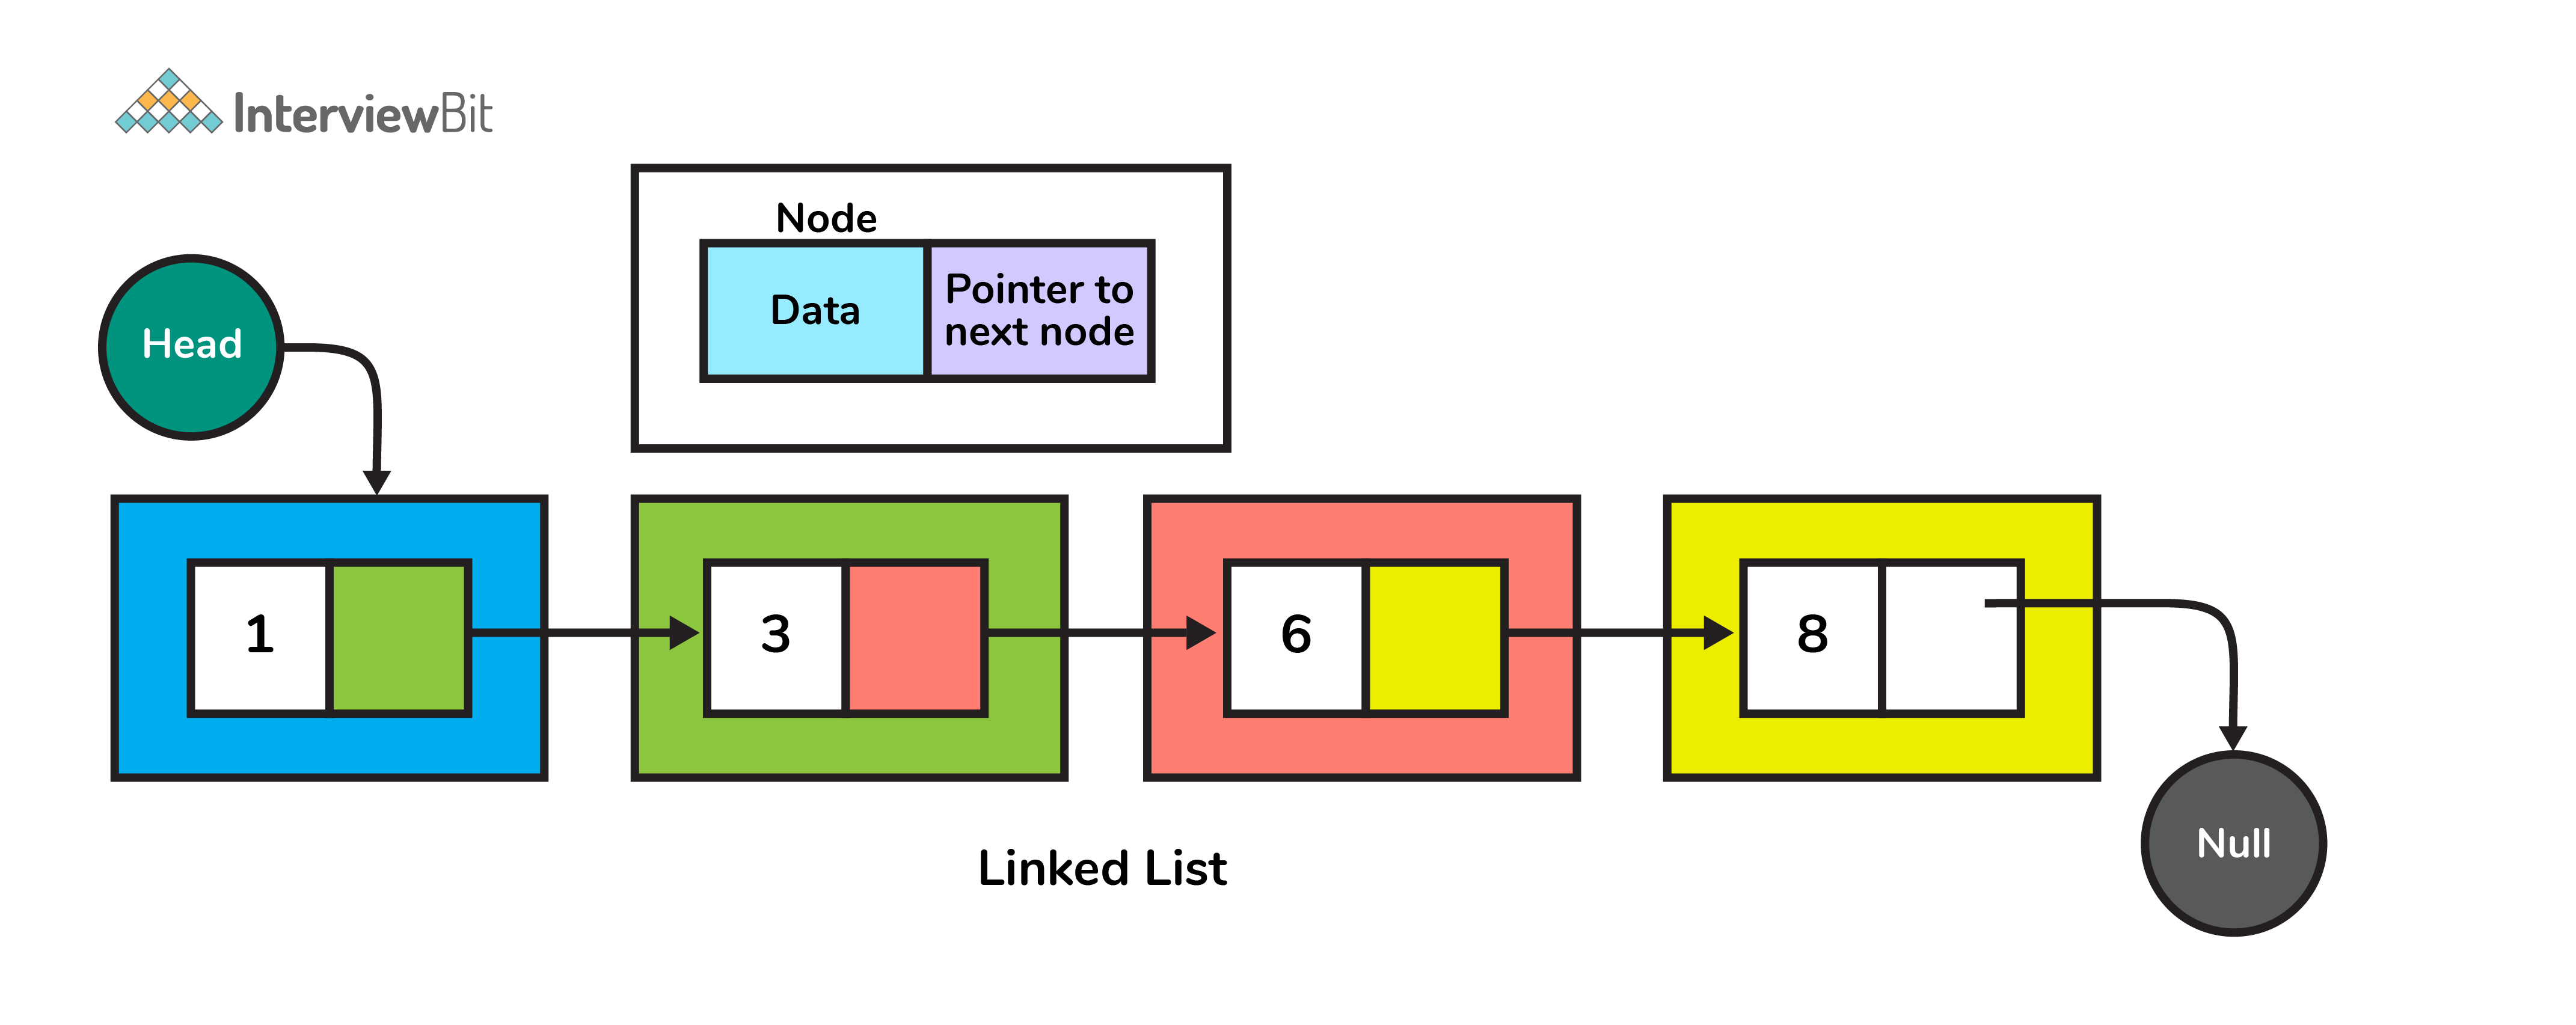 InterviewBit
Node
Data
Pointer to
next node
Head
1
3
6
8
Null
Linked List